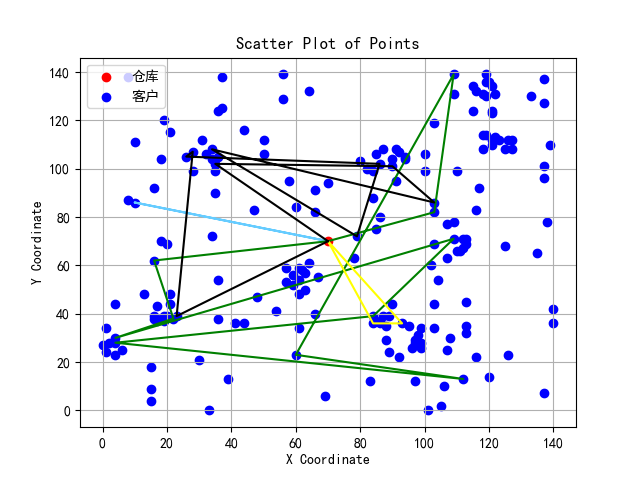 Scatter Plot of Points
仓库
客户
140
120
100
80
60
40
20
0
Y Coordinate
0 20 40 60 80 100 120 140
X Coordinate